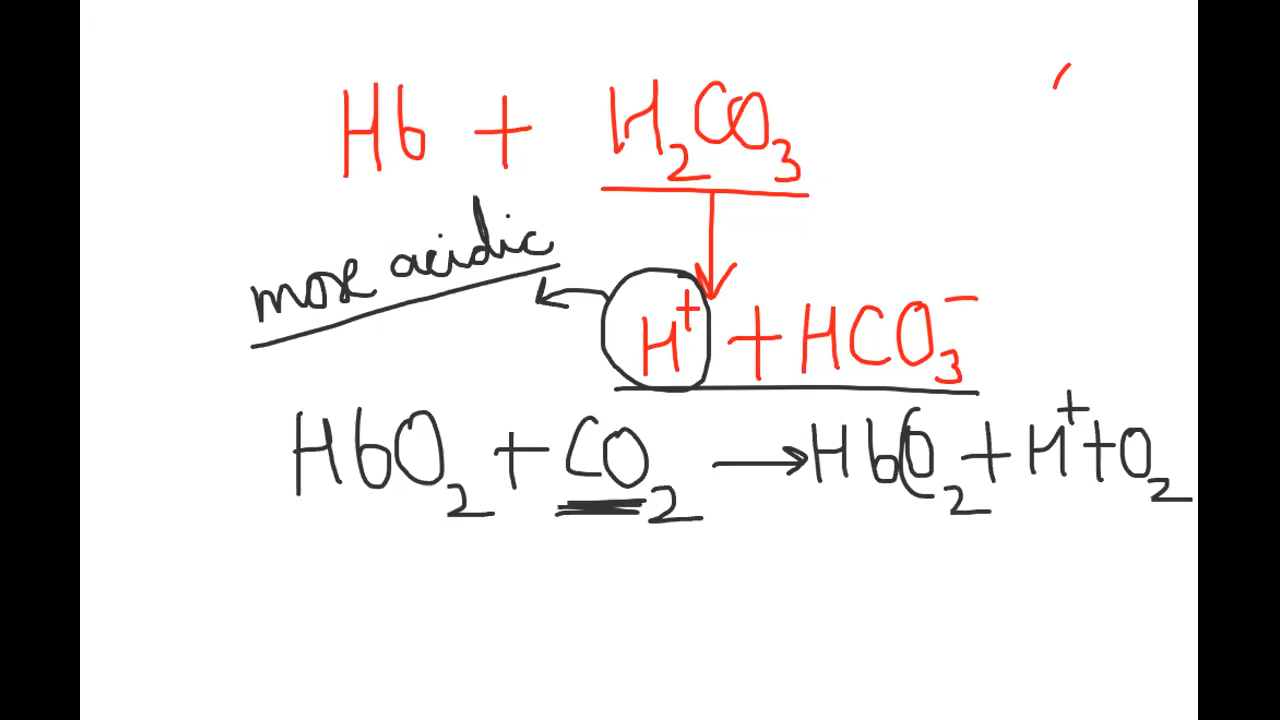 Hb + H₂CO₃
more acidic
H⁺ + HCO₃⁻
HbO₂ + CO₂ → HbCO₂ + H⁺ + O₂